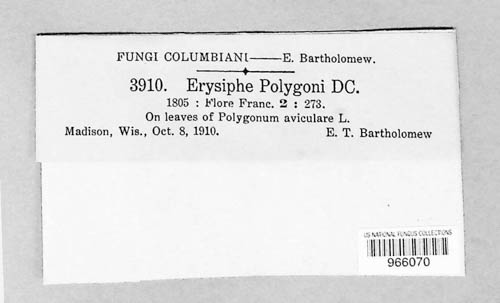 FUNGI COLUMBIANI——E. Bartholomew.
3910. Erysiphe Polygoni DC.
1805 : Flore Franc. 2 : 273.
On leaves of Polygonum aviculare L.
Madison, Wis., Oct. 8, 1910. E. T. Bartholomew
US NATIONAL FUNGUS COLLECTIONS
966070